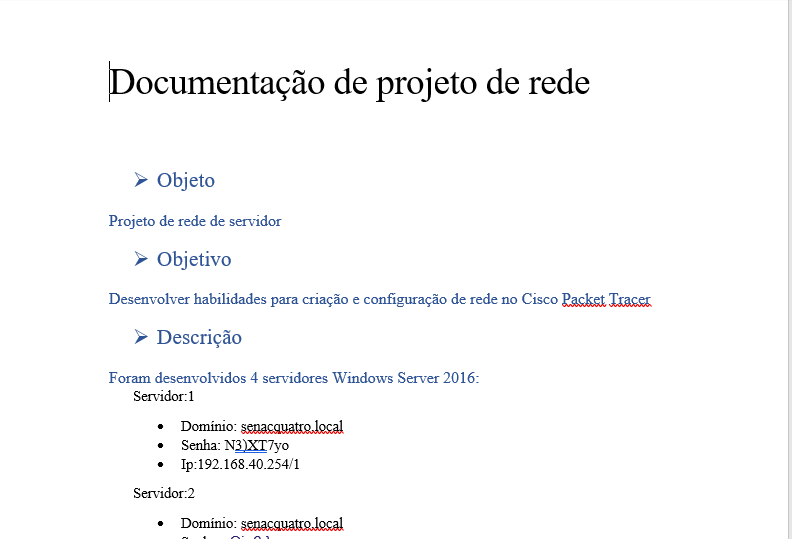 Documentação de projeto de rede
Objeto
Projeto de rede de servidor
Objetivo
Desenvolver habilidades para criação e configuração de rede no Cisco Packet Tracer
Descrição
Foram desenvolvidos 4 servidores Windows Server 2016:
Servidor:1
Domínio: senacquatro.local
Senha: N3)XT7yo
Ip:192.168.40.254/1
Servidor:2
Domínio: senacquatro.local